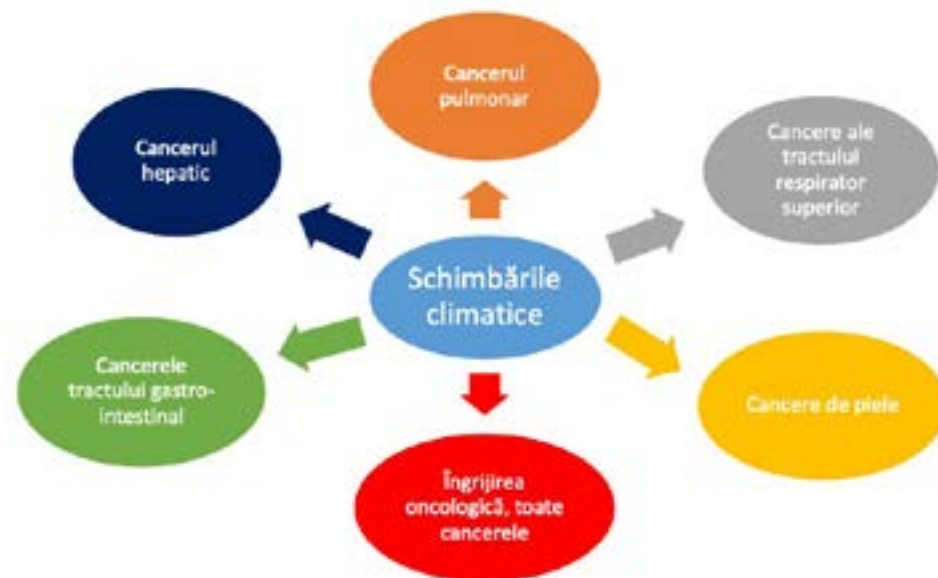 Cancerul
pulmonar
Cancerul
hepatic
Cancere ale
tractului
respirator
superior
Schimbările
climatice
Cancerele
tractului gastro-
intestinal
Cancere de piele
Îngrijirea
oncologică, toate
cancerele